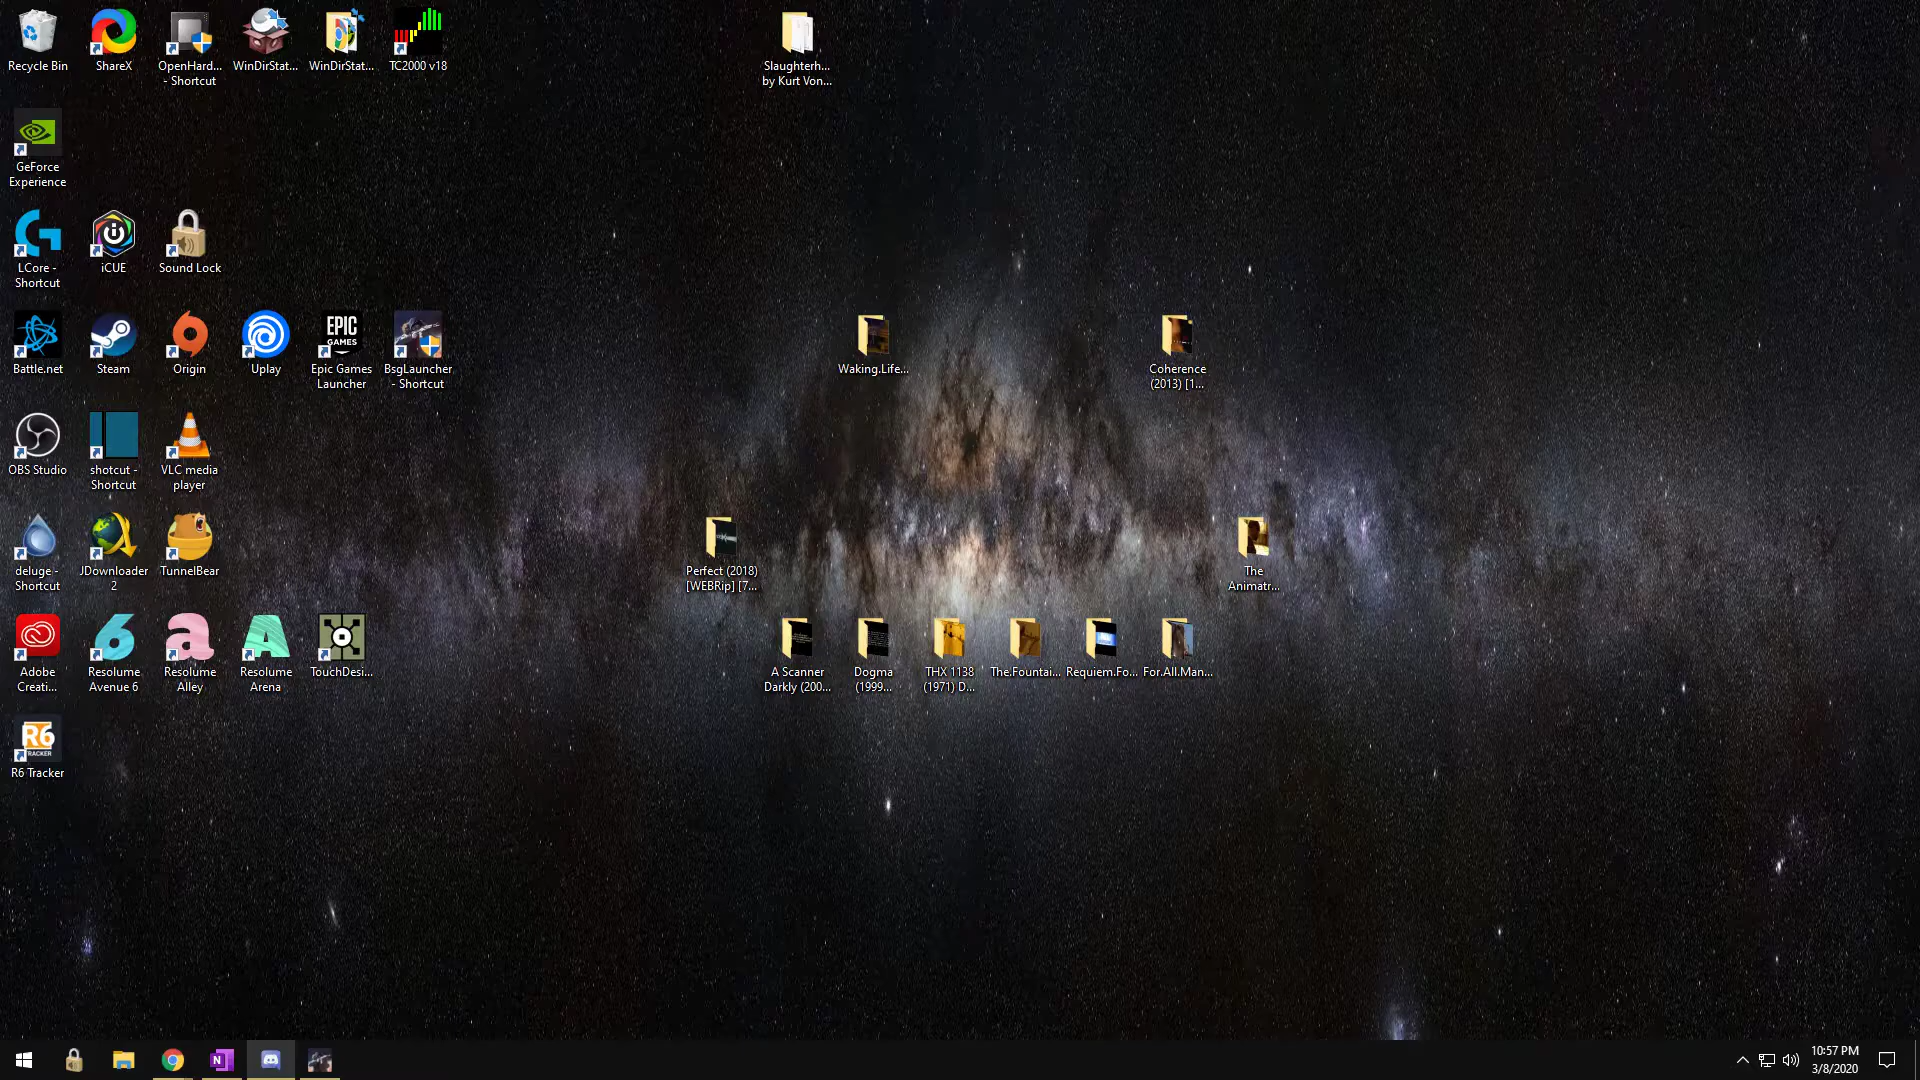 Recycle Bin
ShareX
OpenHard...
- Shortcut
WinDirStat...
WinDirStat...
TC2000 v18
Slaughterh...
by Kurt Von...
GeForce
Experience
LCore -
Shortcut
iCUE
Sound Lock
EPIC
GAMES
Battle.net
Steam
Origin
Uplay
Epic Games
Launcher
BsgLauncher
- Shortcut
Waking.Life...
Coherence
(2013) [1...
OBS Studio
shotcut -
Shortcut
VLC media
player
deluge -
Shortcut
JDownloader
2
TunnelBear
Perfect (2018)
[WEBRip] [7...
The
Animatr...
Adobe
Creati...
Resolume
Avenue 6
Resolume
Alley
Resolume
Arena
TouchDesi...
A Scanner
Darkly (200...
Dogma
(1999...
THX 1138
(1971) D...
The.Fountai...
Requiem.Fo...
For.All.Man...
R6
TRACKER
R6 Tracker
10:57 PM
3/8/2020